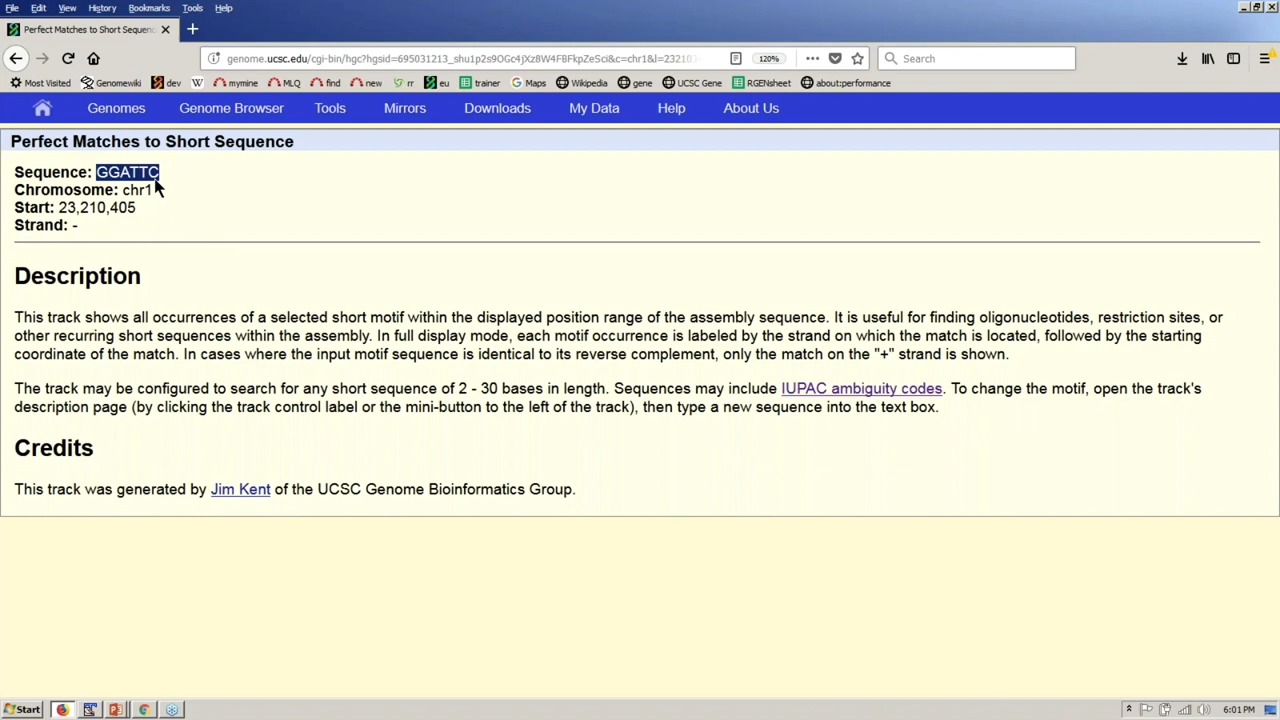 File Edit View History Bookmarks Tools Help
Perfect Matches to Short Sequenc
genome.ucsc.edu/cgi-bin/hgc?hgsid=695031213_shu1p2s9OGc4jXz8W4FBFkpZeSci&c=chr1&l=23210 120% Search
Most Visited Genomewiki dev mymine MLQ find new rr eu trainer Maps Wikipedia gene UCSC Gene RGENsheet about:performance
Genomes Genome Browser Tools Mirrors Downloads My Data Help About Us
Perfect Matches to Short Sequence
Sequence: GGATTC
Chromosome: chr1
Start: 23,210,405
Strand: -
Description
This track shows all occurrences of a selected short motif within the displayed position range of the assembly sequence. It is useful for finding oligonucleotides, restriction sites, or
other recurring short sequences within the assembly. In full display mode, each motif occurrence is labeled by the strand on which the match is located, followed by the starting
coordinate of the match. In cases where the input motif sequence is identical to its reverse complement, only the match on the "+" strand is shown.
The track may be configured to search for any short sequence of 2 - 30 bases in length. Sequences may include IUPAC ambiguity codes. To change the motif, open the track's
description page (by clicking the track control label or the mini-button to the left of the track), then type a new sequence into the text box.
Credits
This track was generated by Jim Kent of the UCSC Genome Bioinformatics Group.
Start 6:01 PM